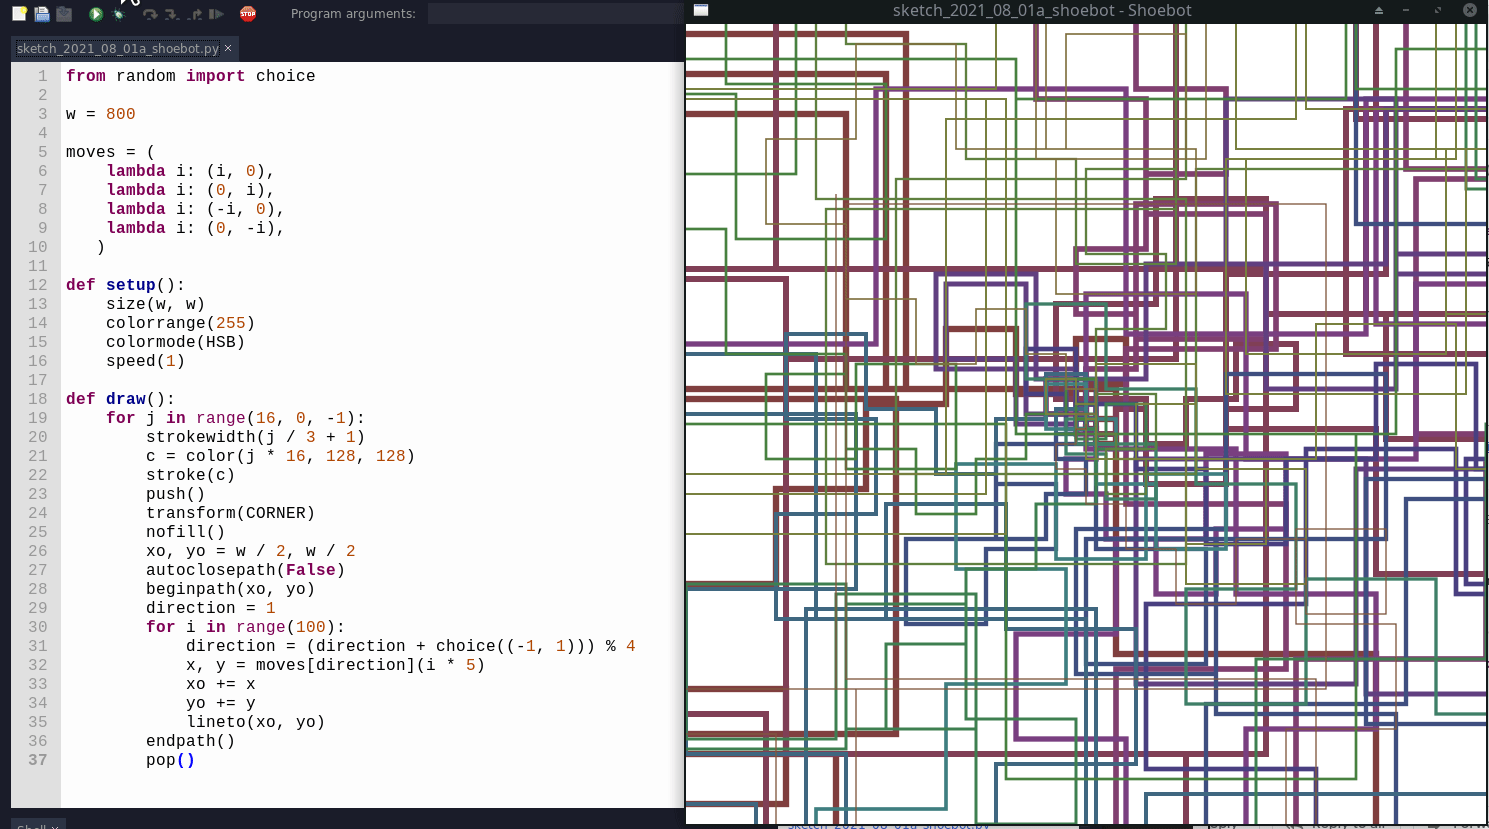 STOP
Program arguments:
sketch_2021_08_01a_shoebot - Shoebot
sketch_2021_08_01a_shoebot.py ×
1 from random import choice
2
3 w = 800
4
5 moves = (
6     lambda i: (i, 0),
7     lambda i: (0, i),
8     lambda i: (-i, 0),
9     lambda i: (0, -i),
10    )
11
12 def setup():
13     size(w, w)
14     colorrange(255)
15     colormode(HSB)
16     speed(1)
17
18 def draw():
19     for j in range(16, 0, -1):
20         strokewidth(j / 3 + 1)
21         c = color(j * 16, 128, 128)
22         stroke(c)
23         push()
24         transform(CORNER)
25         nofill()
26         xo, yo = w / 2, w / 2
27         autoclosepath(False)
28         beginpath(xo, yo)
29         direction = 1
30         for i in range(100):
31             direction = (direction + choice((-1, 1))) % 4
32             x, y = moves[direction](i * 5)
33             xo += x
34             yo += y
35             lineto(xo, yo)
36         endpath()
37         pop()
Shell ×
sketch_2021_08_01a_shoebot.py